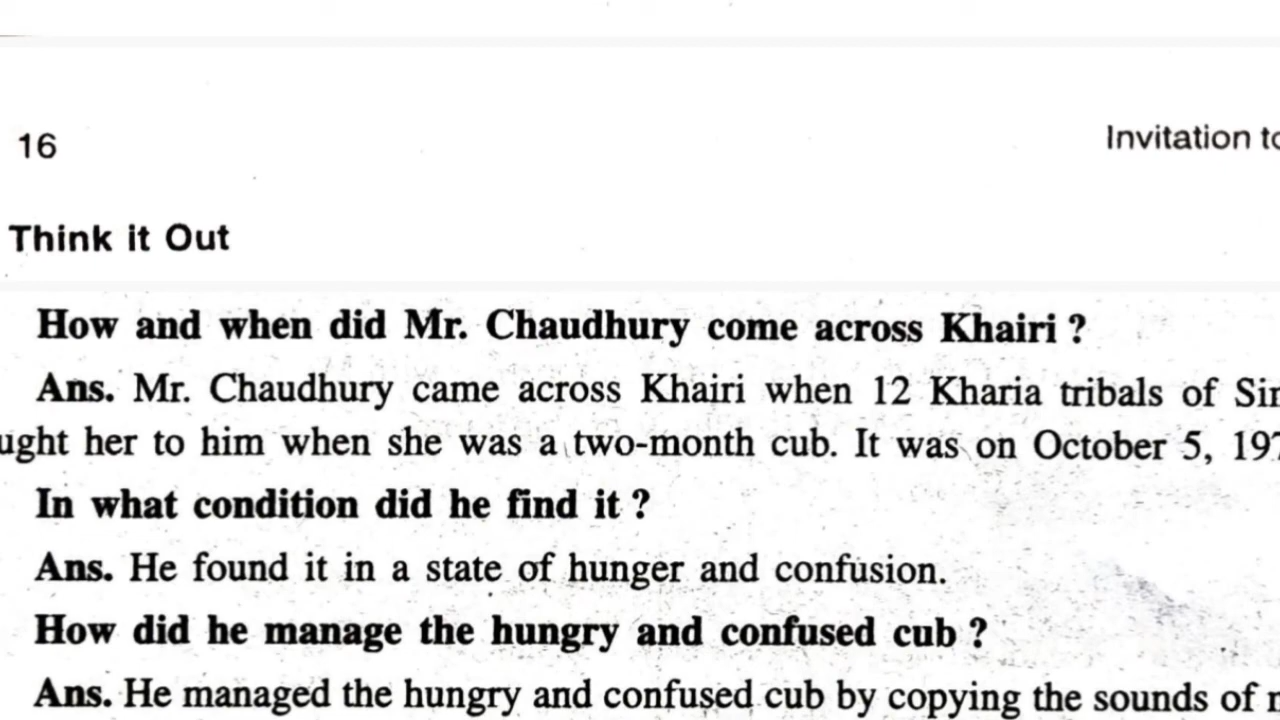 16
Invitation
Think it Out
How and when did Mr. Chaudhury come across Khairi ?
Ans. Mr. Chaudhury came across Khairi when 12 Kharia tribals of
her to him when she was a two-month cub. It was on October 5,
In what condition did he find it ?
Ans. He found it in a state of hunger and confusion.
How did he manage the hungry and confused cub ?
Ans. He managed the hungry and confused cub by copying the sounds of